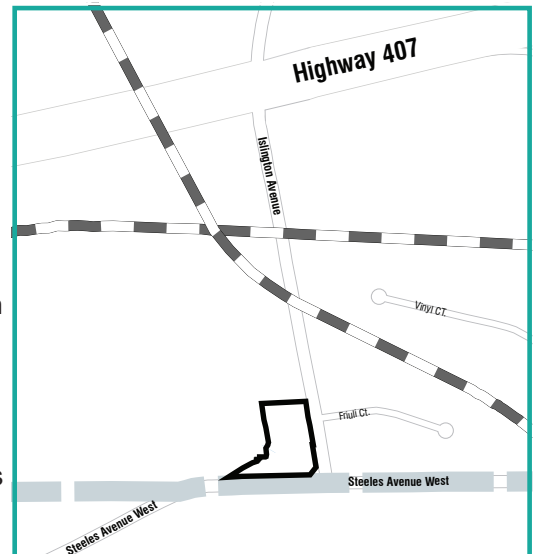 Highway 407
Islington Avenue
Vinyl CT.
Friuli Ct.
Steeles Avenue West
Steeles Avenue West